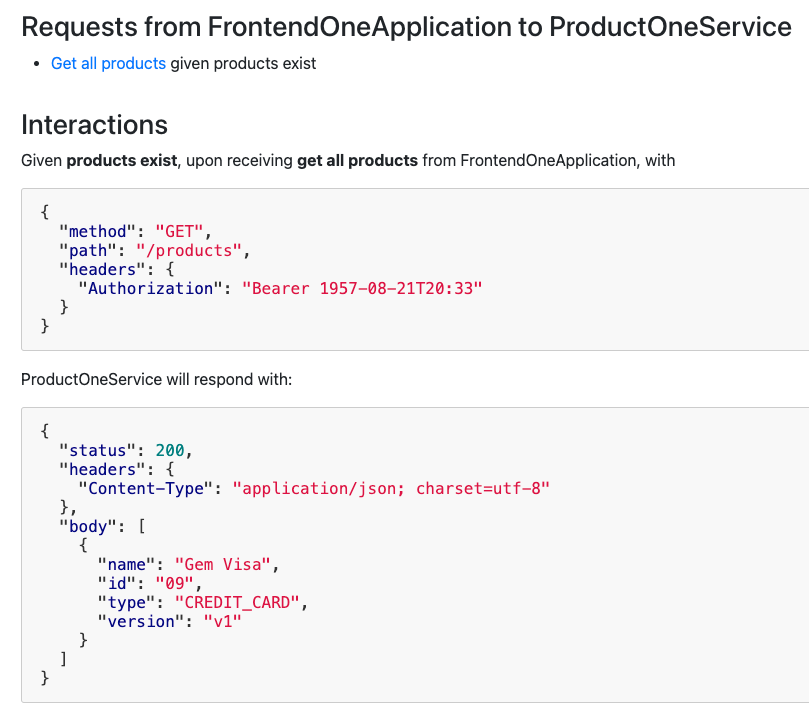 Requests from FrontendOneApplication to ProductOneService
• Get all products given products exist
Interactions
Given products exist, upon receiving get all products from FrontendOneApplication, with
{
  "method": "GET",
  "path": "/products",
  "headers": {
    "Authorization": "Bearer 1957-08-21T20:33"
  }
}
ProductOneService will respond with:
{
  "status": 200,
  "headers": {
    "Content-Type": "application/json; charset=utf-8"
  },
  "body": [
    {
      "name": "Gem Visa",
      "id": "09",
      "type": "CREDIT_CARD",
      "version": "v1"
    }
  ]
}